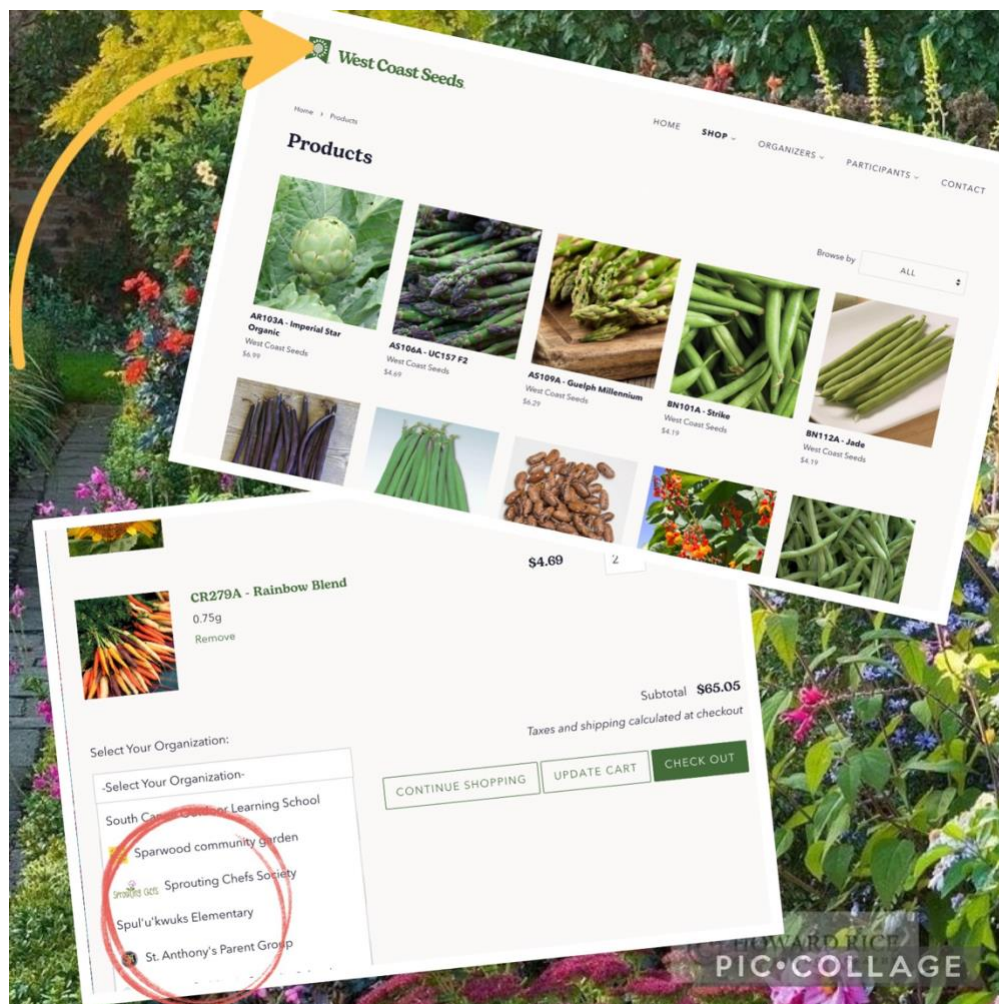 West Coast Seeds
Home > Products
HOME SHOP ORGANIZERS PARTICIPANTS CONTACT
Products
Browse by ALL
AR103A - Imperial Star
Organic
West Coast Seeds
$6.99
AS106A - UC157 F2
West Coast Seeds
$4.69
AS109A - Guelph Millennium
West Coast Seeds
$6.29
BN101A - Strike
West Coast Seeds
$4.19
BN112A - Jade
West Coast Seeds
$4.19
CR279A - Rainbow Blend
0.75g
Remove
$4.69
2
Subtotal $65.05
Taxes and shipping calculated at checkout
CONTINUE SHOPPING UPDATE CART CHECK OUT
Select Your Organization:
-Select Your Organization-
South Canoe Outdoor Learning School
Sparwood community garden
Sprouting Chefs Sprouting Chefs Society
Spul'u'kwuks Elementary
St. Anthony's Parent Group
HOWARD RICE
PIC•COLLAGE